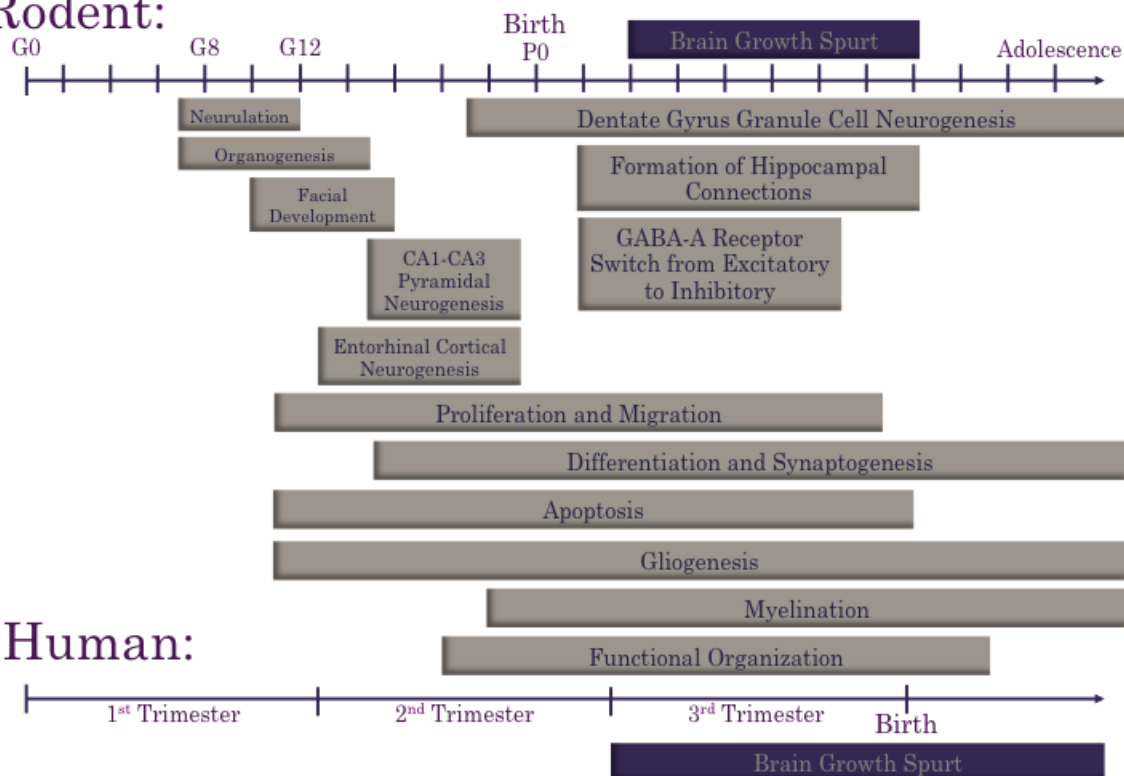 Rodent:
G0
G8
G12
Birth
P0
Brain Growth Spurt
Adolescence
Neurulation
Dentate Gyrus Granule Cell Neurogenesis
Organogenesis
Formation of Hippocampal
Connections
Facial
Development
GABA-A Receptor
Switch from Excitatory
to Inhibitory
CA1-CA3
Pyramidal
Neurogenesis
Entorhinal Cortical
Neurogenesis
Proliferation and Migration
Differentiation and Synaptogenesis
Apoptosis
Gliogenesis
Myelination
Human:
Functional Organization
1st Trimester
2nd Trimester
3rd Trimester
Birth
Brain Growth Spurt